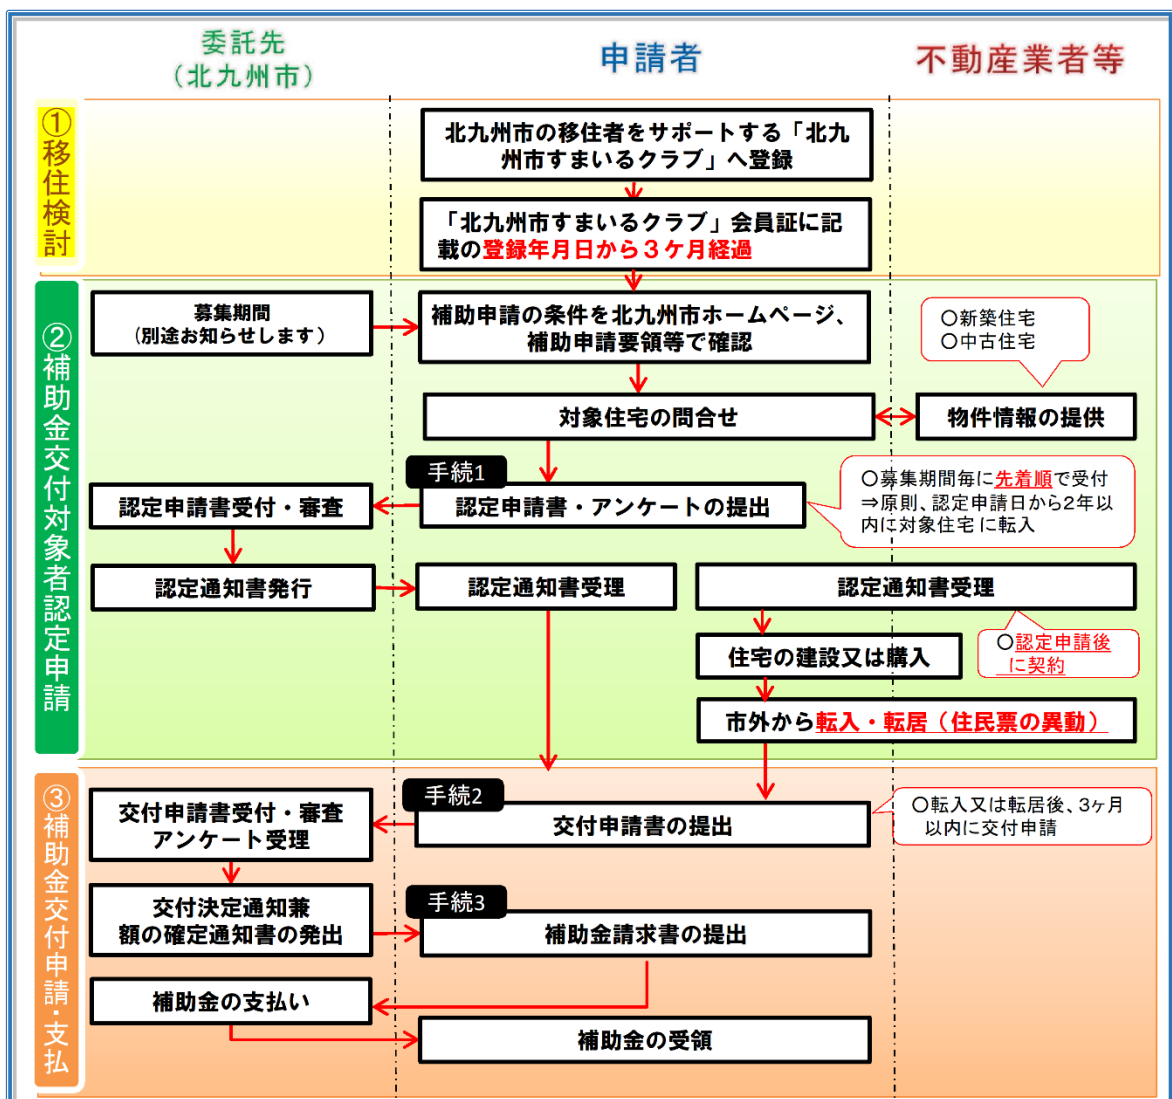 委託先
(北九州市)
申請者
不動産業者等
①移住検討
北九州市の移住者をサポートする「北九
州市すまいるクラブ」へ登録
「北九州市すまいるクラブ」会員証に記
載の登録年月日から3ケ月経過
②補助金交付対象者認定申請
募集期間
(別途お知らせします)
補助申請の条件を北九州市ホームページ、
補助申請要領等で確認
〇新築住宅
〇中古住宅
対象住宅の問合せ
物件情報の提供
手続1
認定申請書受付・審査
認定申請書・アンケートの提出
〇募集期間毎に先着順で受付
⇒原則、認定申請日から2年以
内に対象住宅に転入
認定通知書発行
認定通知書受理
認定通知書受理
住宅の建設又は購入
〇認定申請後
に契約
市外から転入・転居(住民票の異動)
③補助金交付申請・支払
手続2
交付申請書受付・審査
アンケート受理
交付申請書の提出
〇転入又は転居後、3ヶ月
以内に交付申請
手続3
交付決定通知兼
額の確定通知書の発出
補助金請求書の提出
補助金の支払い
補助金の受領